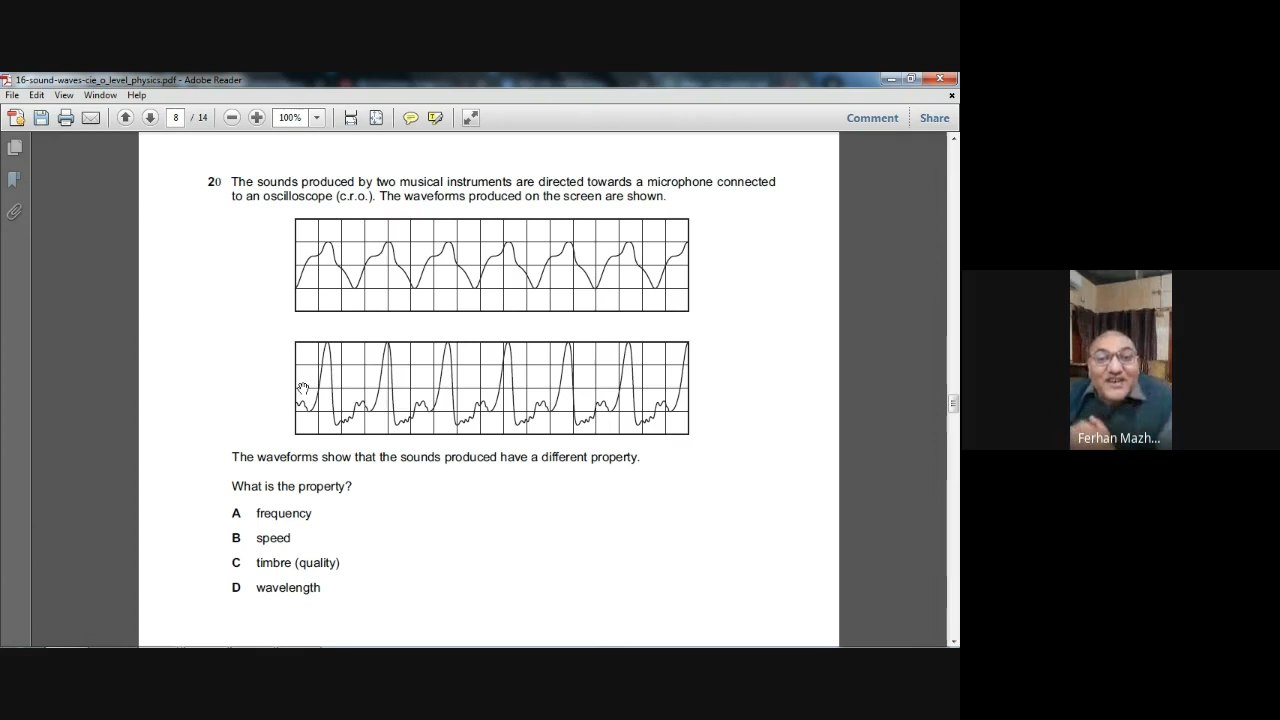 16-sound-waves-cie_o_level_physics.pdf - Adobe Reader
File Edit View Window Help
8 / 14 100% Comment Share
20 The sounds produced by two musical instruments are directed towards a microphone connected
to an oscilloscope (c.r.o.). The waveforms produced on the screen are shown.
The waveforms show that the sounds produced have a different property.
What is the property?
A frequency
B speed
C timbre (quality)
D wavelength
Ferhan Mazh...